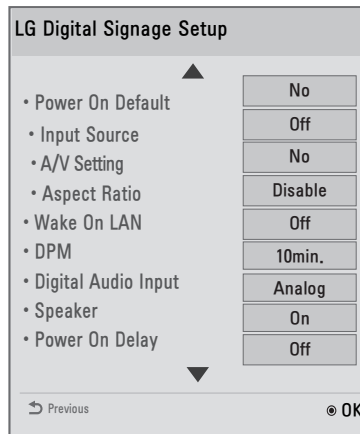 LG Digital Signage Setup
• Power On Default No
• Input Source Off
• A/V Setting No
• Aspect Ratio Disable
• Wake On LAN Off
• DPM 10min.
• Digital Audio Input Analog
• Speaker On
• Power On Delay Off
Previous OK